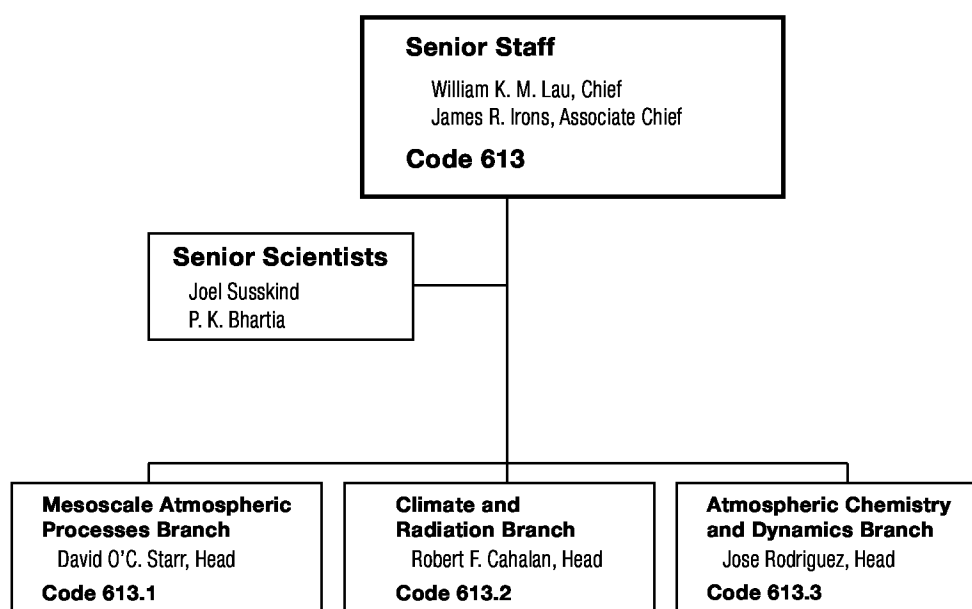 Senior Staff
William K. M. Lau, Chief
James R. Irons, Associate Chief
Code 613
Senior Scientists
Joel Susskind
P. K. Bhartia
Mesoscale Atmospheric
Processes Branch
David O'C. Starr, Head
Code 613.1
Climate and
Radiation Branch
Robert F. Cahalan, Head
Code 613.2
Atmospheric Chemistry
and Dynamics Branch
Jose Rodriguez, Head
Code 613.3